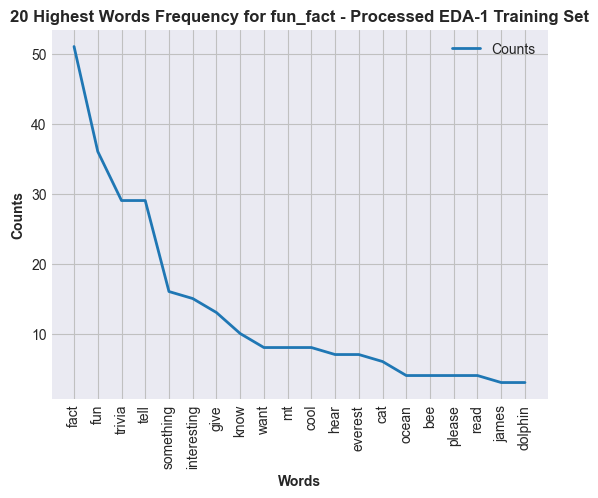 20 Highest Words Frequency for fun_fact - Processed EDA-1 Training Set
Counts
Counts
50
40
30
20
10
fact
fun
trivia
tell
something
interesting
give
know
want
mt
cool
hear
everest
cat
ocean
bee
please
read
james
dolphin
Words